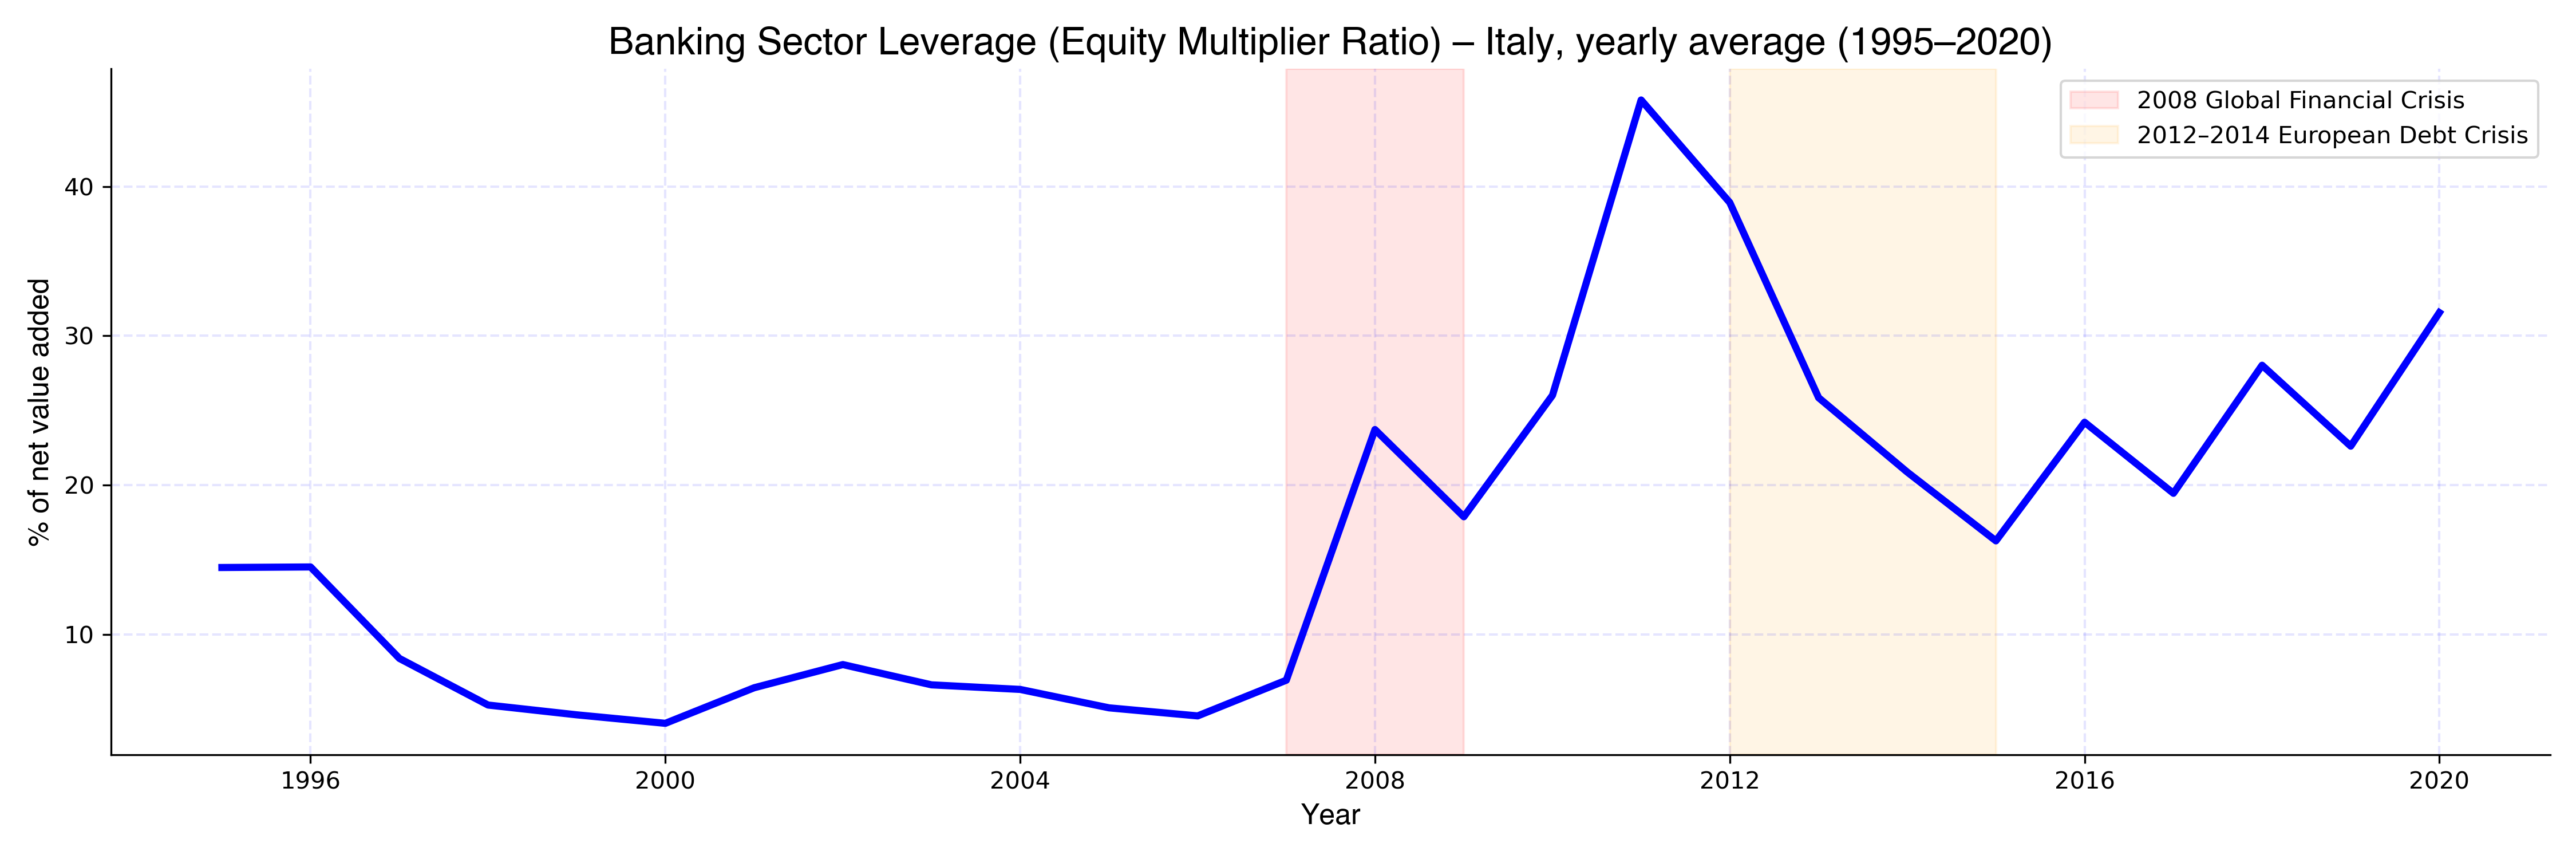 Banking Sector Leverage (Equity Multiplier Ratio) – Italy, yearly average (1995–2020)
2008 Global Financial Crisis
2012–2014 European Debt Crisis
% of net value added
40
30
20
10
1996
2000
2004
2008
2012
2016
2020
Year